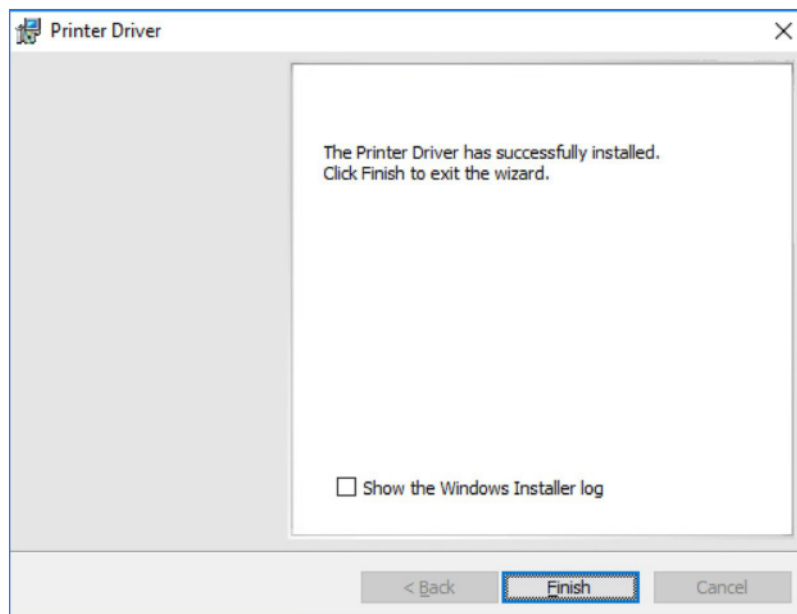 Printer Driver
The Printer Driver has successfully installed.
Click Finish to exit the wizard.
Show the Windows Installer log
< Back
Finish
Cancel